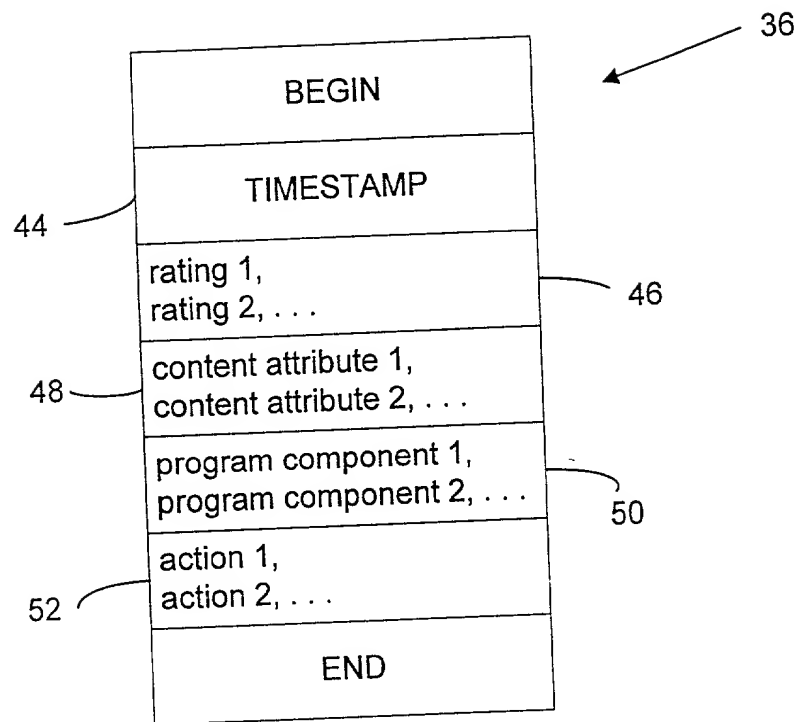 36
BEGIN
TIMESTAMP
44
rating 1,
rating 2, . . .
46
content attribute 1,
content attribute 2, . . .
48
program component 1,
program component 2, . . .
50
action 1,
action 2, . . .
52
END